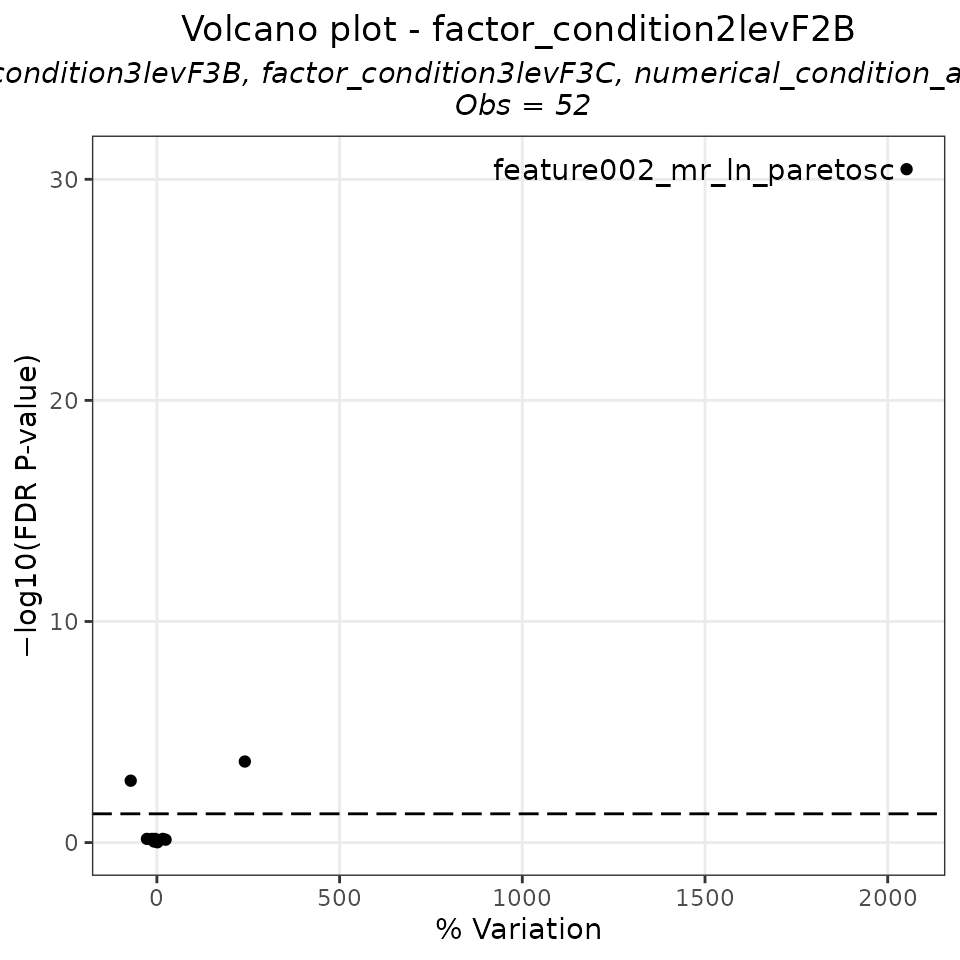 Volcano plot - factor_condition2levF2B
condition3levF3B, factor_condition3levF3C, numerical_condition_a
Obs = 52
feature002_mr_ln_paretosc
30
20
10
0
−log10(FDR P-value)
0 500 1000 1500 2000
% Variation